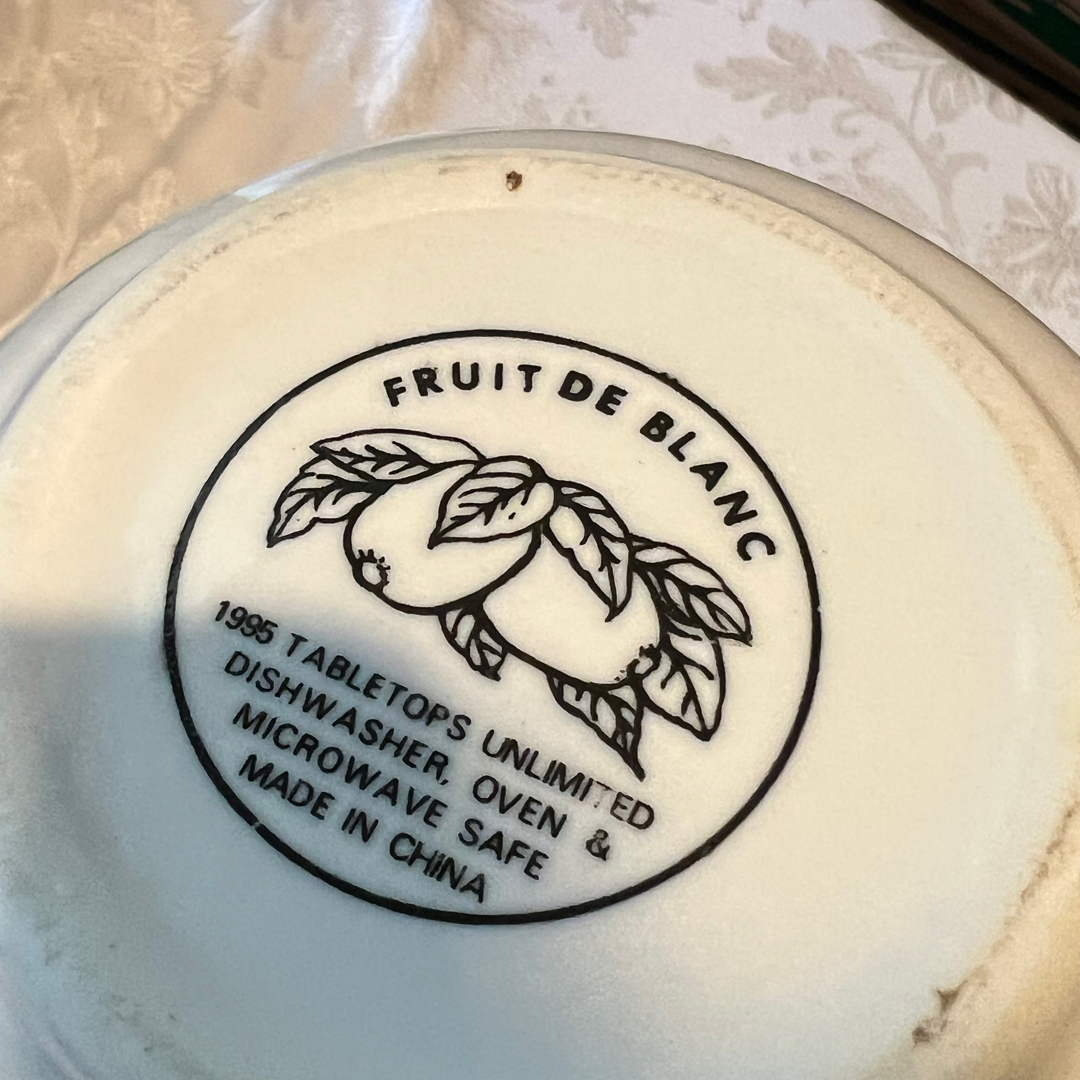 FRUIT DE BLANC
1995 TABLETOPS UNLIMITED
DISHWASHER, OVEN &
MICROWAVE SAFE
MADE IN CHINA